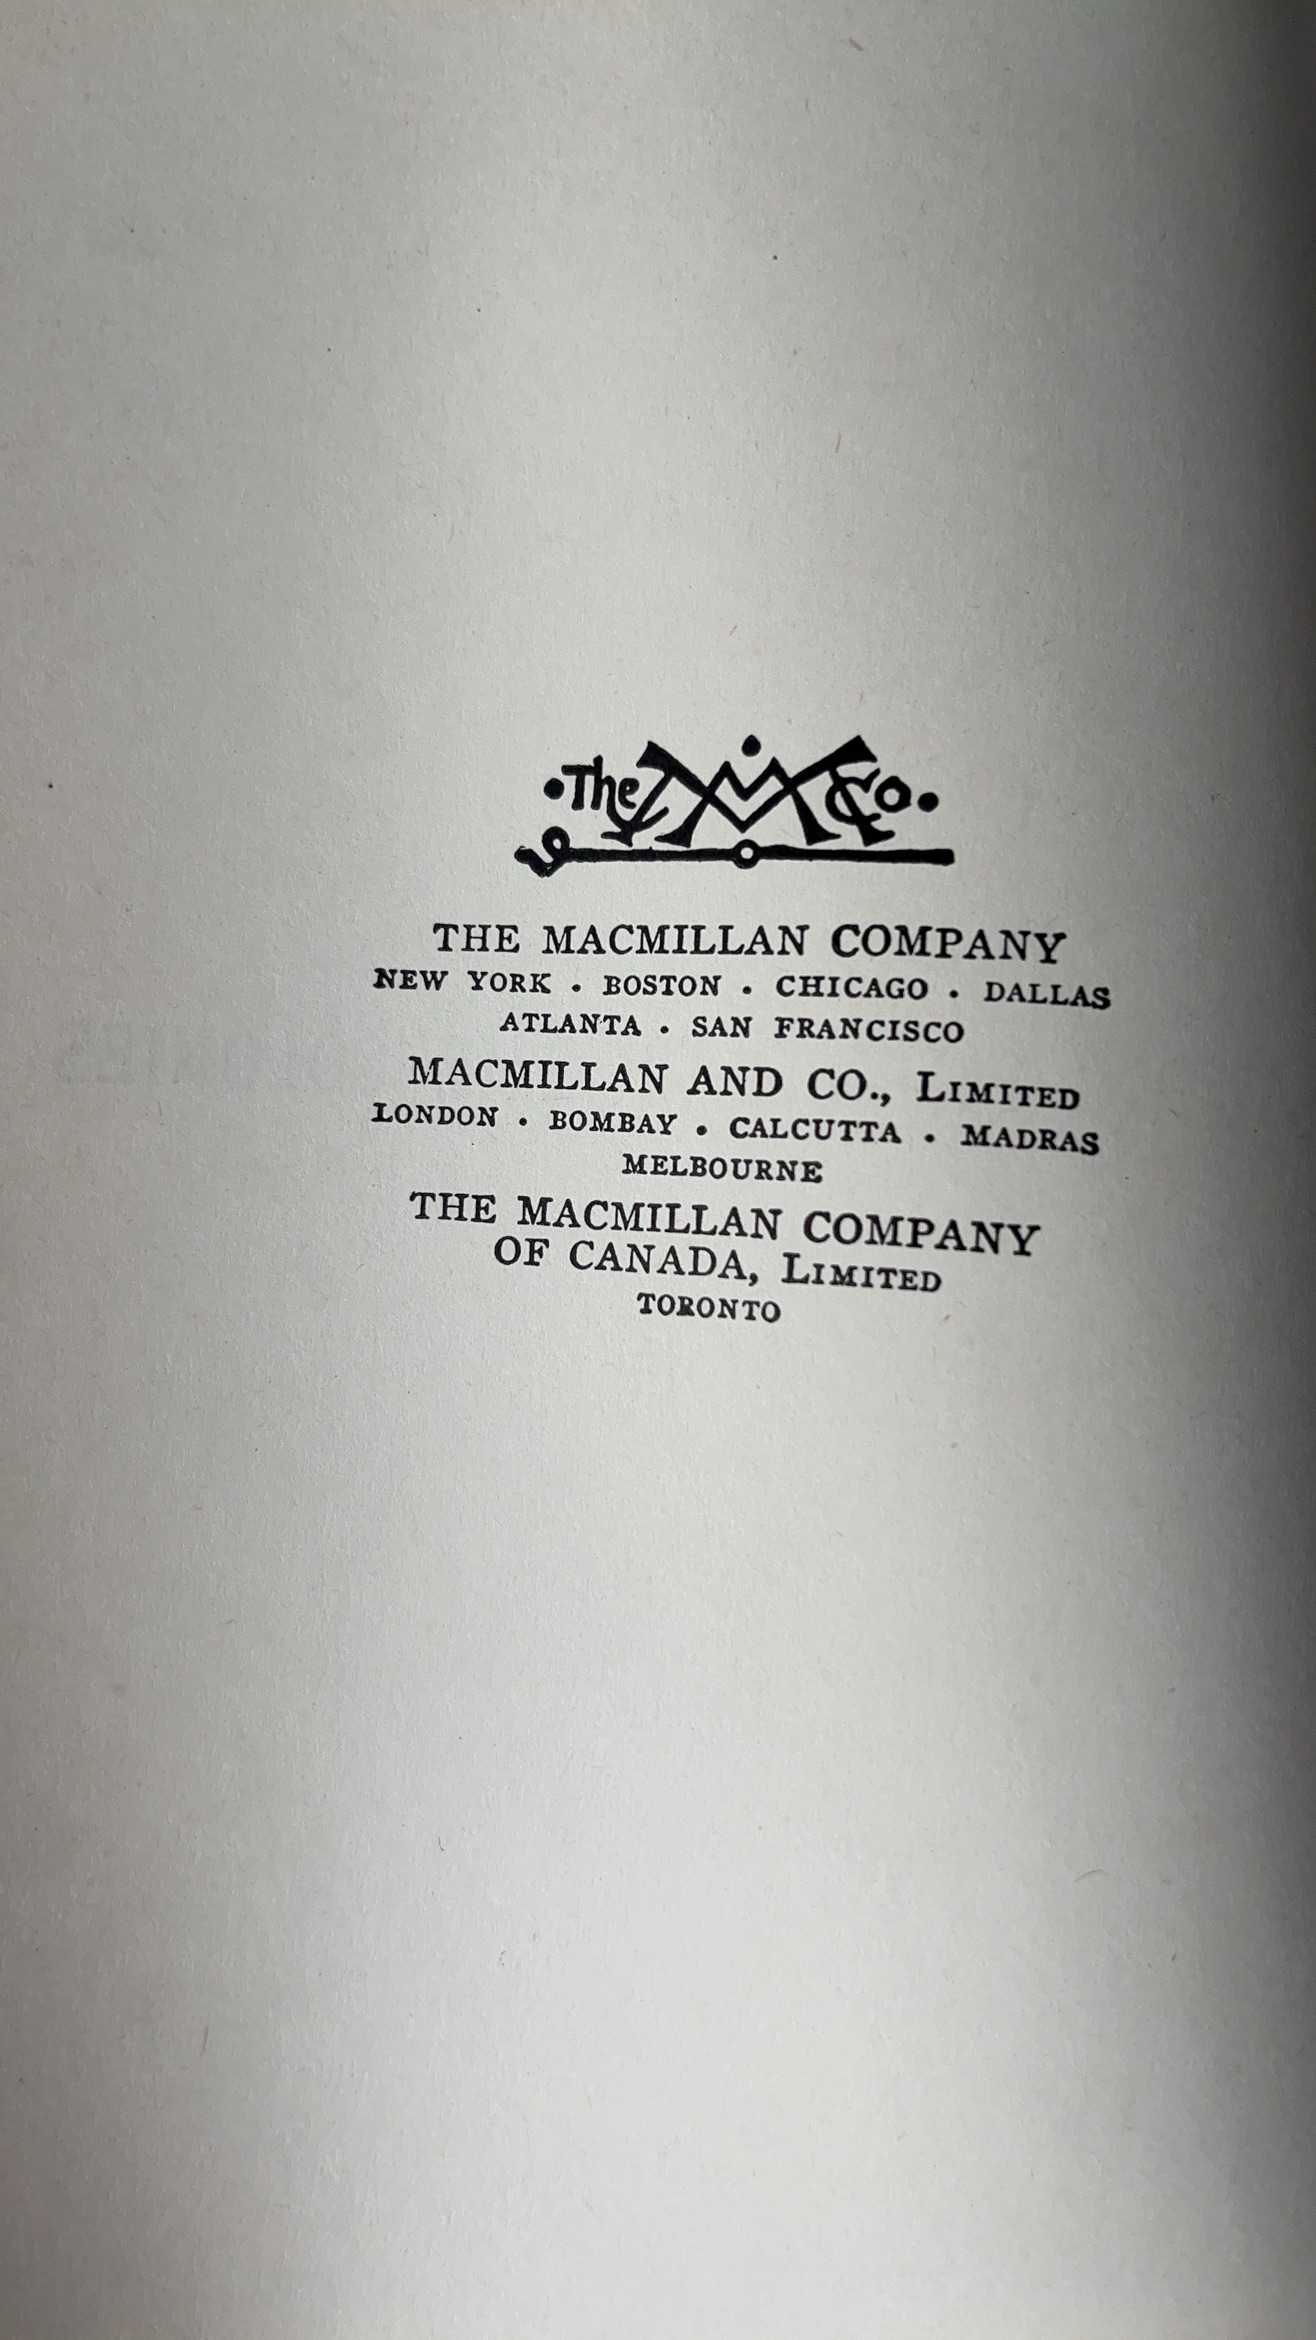 •The MM Co•
THE MACMILLAN COMPANY
NEW YORK • BOSTON • CHICAGO • DALLAS
ATLANTA • SAN FRANCISCO
MACMILLAN AND CO., LIMITED
LONDON • BOMBAY • CALCUTTA • MADRAS
MELBOURNE
THE MACMILLAN COMPANY
OF CANADA, LIMITED
TORONTO